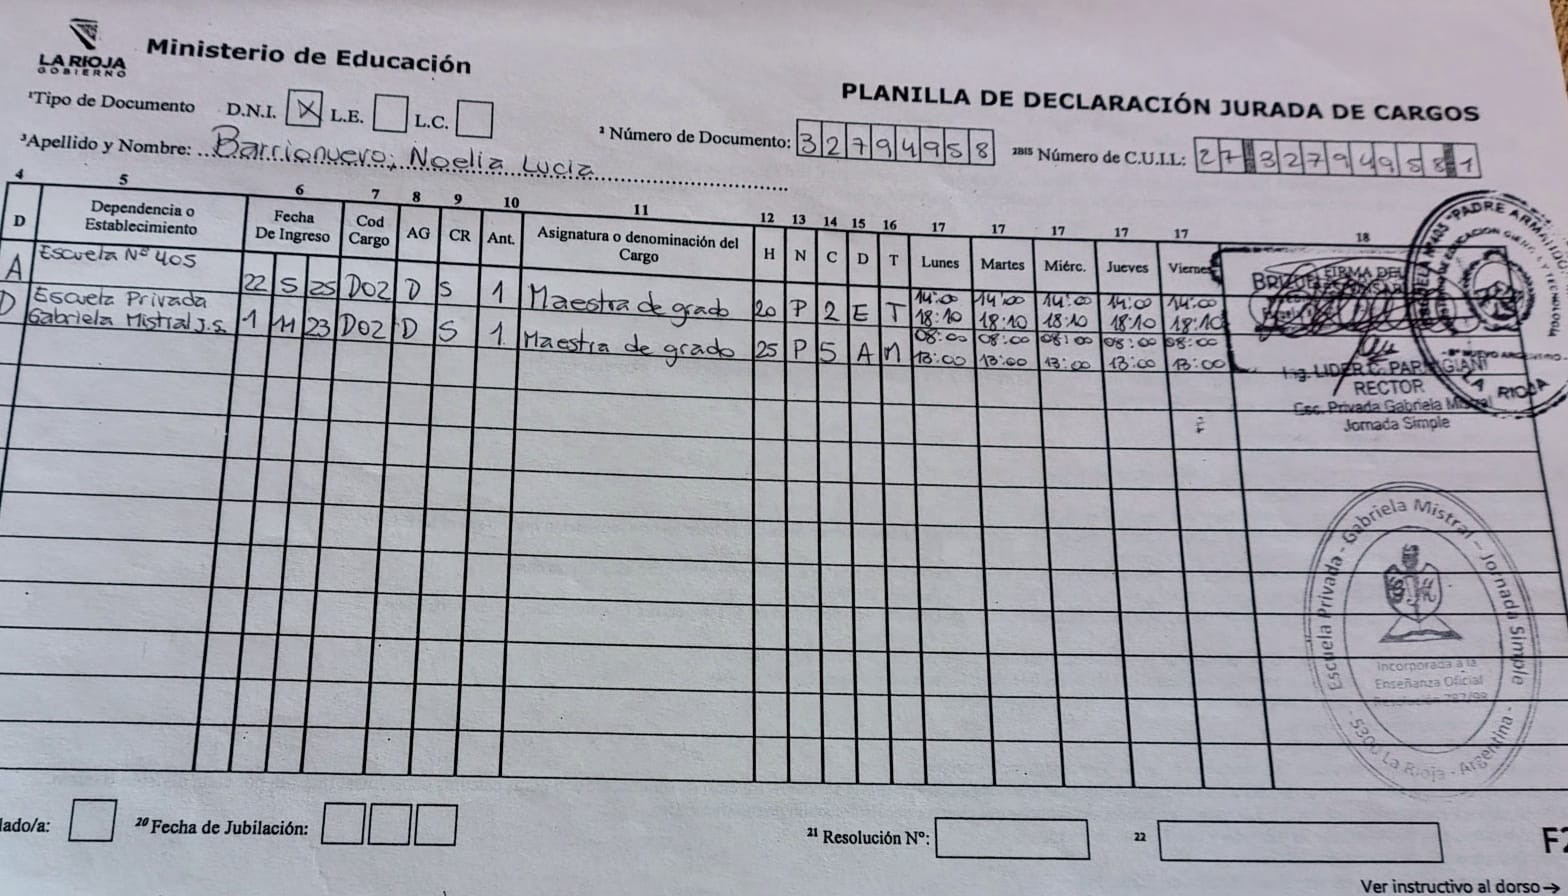 LA RIOJA
GOBIERNO
Ministerio de Educación
PLANILLA DE DECLARACIÓN JURADA DE CARGOS
¹Tipo de Documento D.N.I. X L.E. L.C.
² Número de Documento: 32794958
2BIS Número de C.U.I.L: 27 32794958 1
³Apellido y Nombre: Barrionuevo, Noelia Lucia
4 5 6 7 8 9 10 11 12 13 14 15 16 17 17 17 17 17 18
D Dependencia o Establecimiento Fecha De Ingreso Cod Cargo AG CR Ant. Asignatura o denominación del Cargo H N C D T Lunes Martes Miérc. Jueves Viernes FIRMA DEL
A Escuela Nº 405 22 5 25 D02 D S 1 Maestra de grado 20 P 2 E T 14:00 14:00 14:00 14:00 14:00
18:10 18:10 18:10 18:10 18:10
D Escuela Privada Gabriela Mistral J.S. 1 11 23 D02 D S 1. Maestra de grado 25 P 5 A M 08:00 08:00 08:00 08:00 08:00
13:00 13:00 13:00 13:00 13:00
RECTOR
Esc. Privada Gabriela Mistral
Jornada Simple
LA RIOJA
Escuela Privada - Gabriela Mistral - Jornada Simple
Incorporada a la
Enseñanza Oficial
- 5300 La Rioja - Argentina -
lado/a:
²⁰ Fecha de Jubilación:
²¹ Resolución Nº:
22
Ver instructivo al dorso →